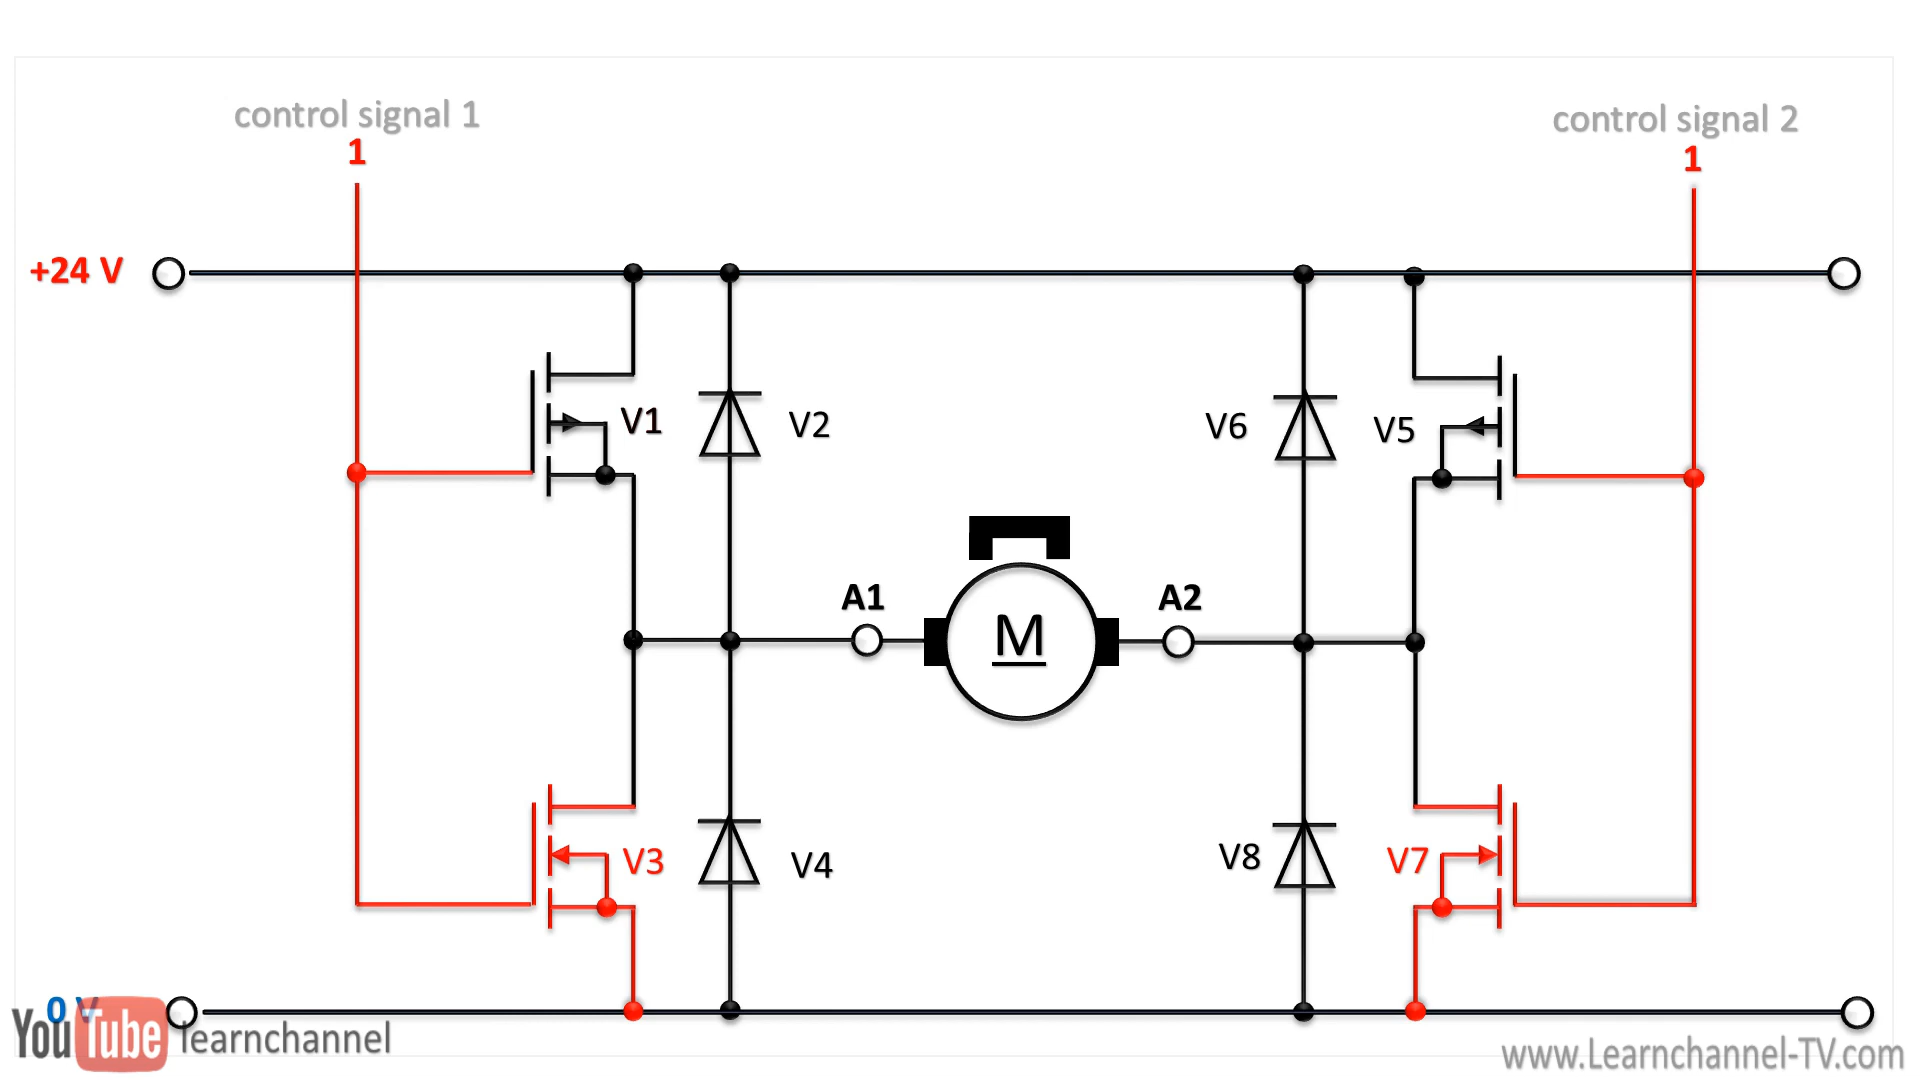 control signal 1
1
control signal 2
1
+24 V
V1
V2
V6
V5
A1
A2
M
V3
V4
V8
V7
0 V
YouTube learnchannel
www.Learnchannel-TV.com